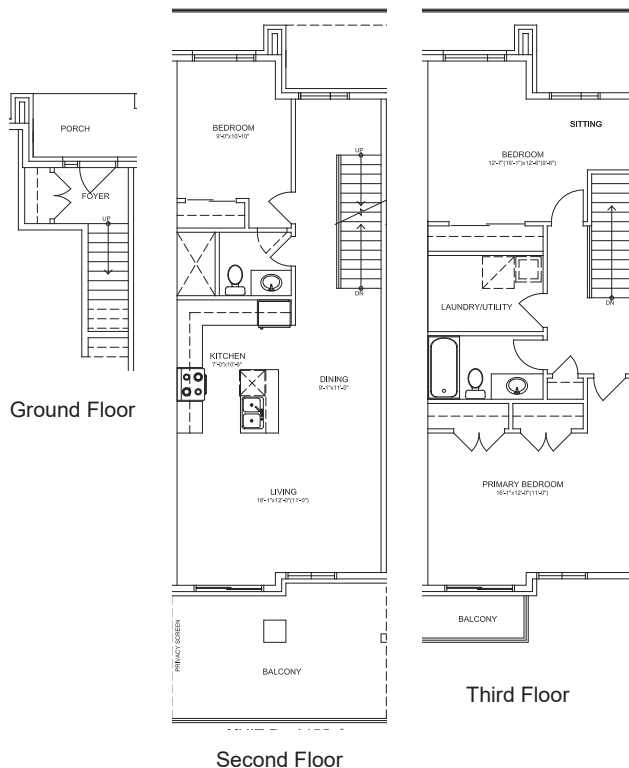 PORCH
FOYER
UP
Ground Floor
BEDROOM
9'-0"x10'-10"
UP
DN
KITCHEN
7'-0"x10'-6"
DINING
9'-1"x11'-5"
LIVING
16'-1"x12'-0"(11'-0")
PRIVACY SCREEN
BALCONY
Second Floor
SITTING
BEDROOM
12'-7"(16'-1")x12'-6"(9'-8")
DN
LAUNDRY/UTILITY
PRIMARY BEDROOM
16'-1"x12'-0"(11'-0")
BALCONY
Third Floor